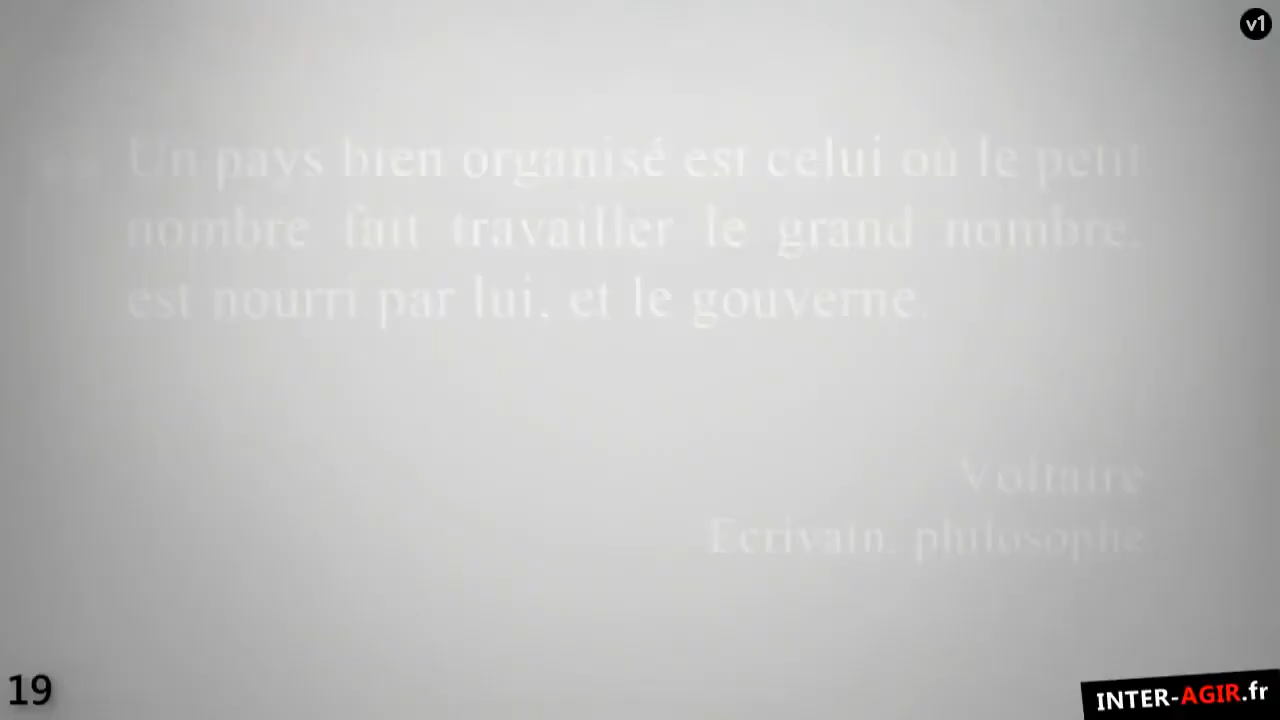 v1
Un pays bien organisé est celui où le petit
nombre fait travailler le grand nombre,
est nourri par lui, et le gouverne.
Voltaire
Ecrivain, philosophe
19
INTER-AGIR.fr